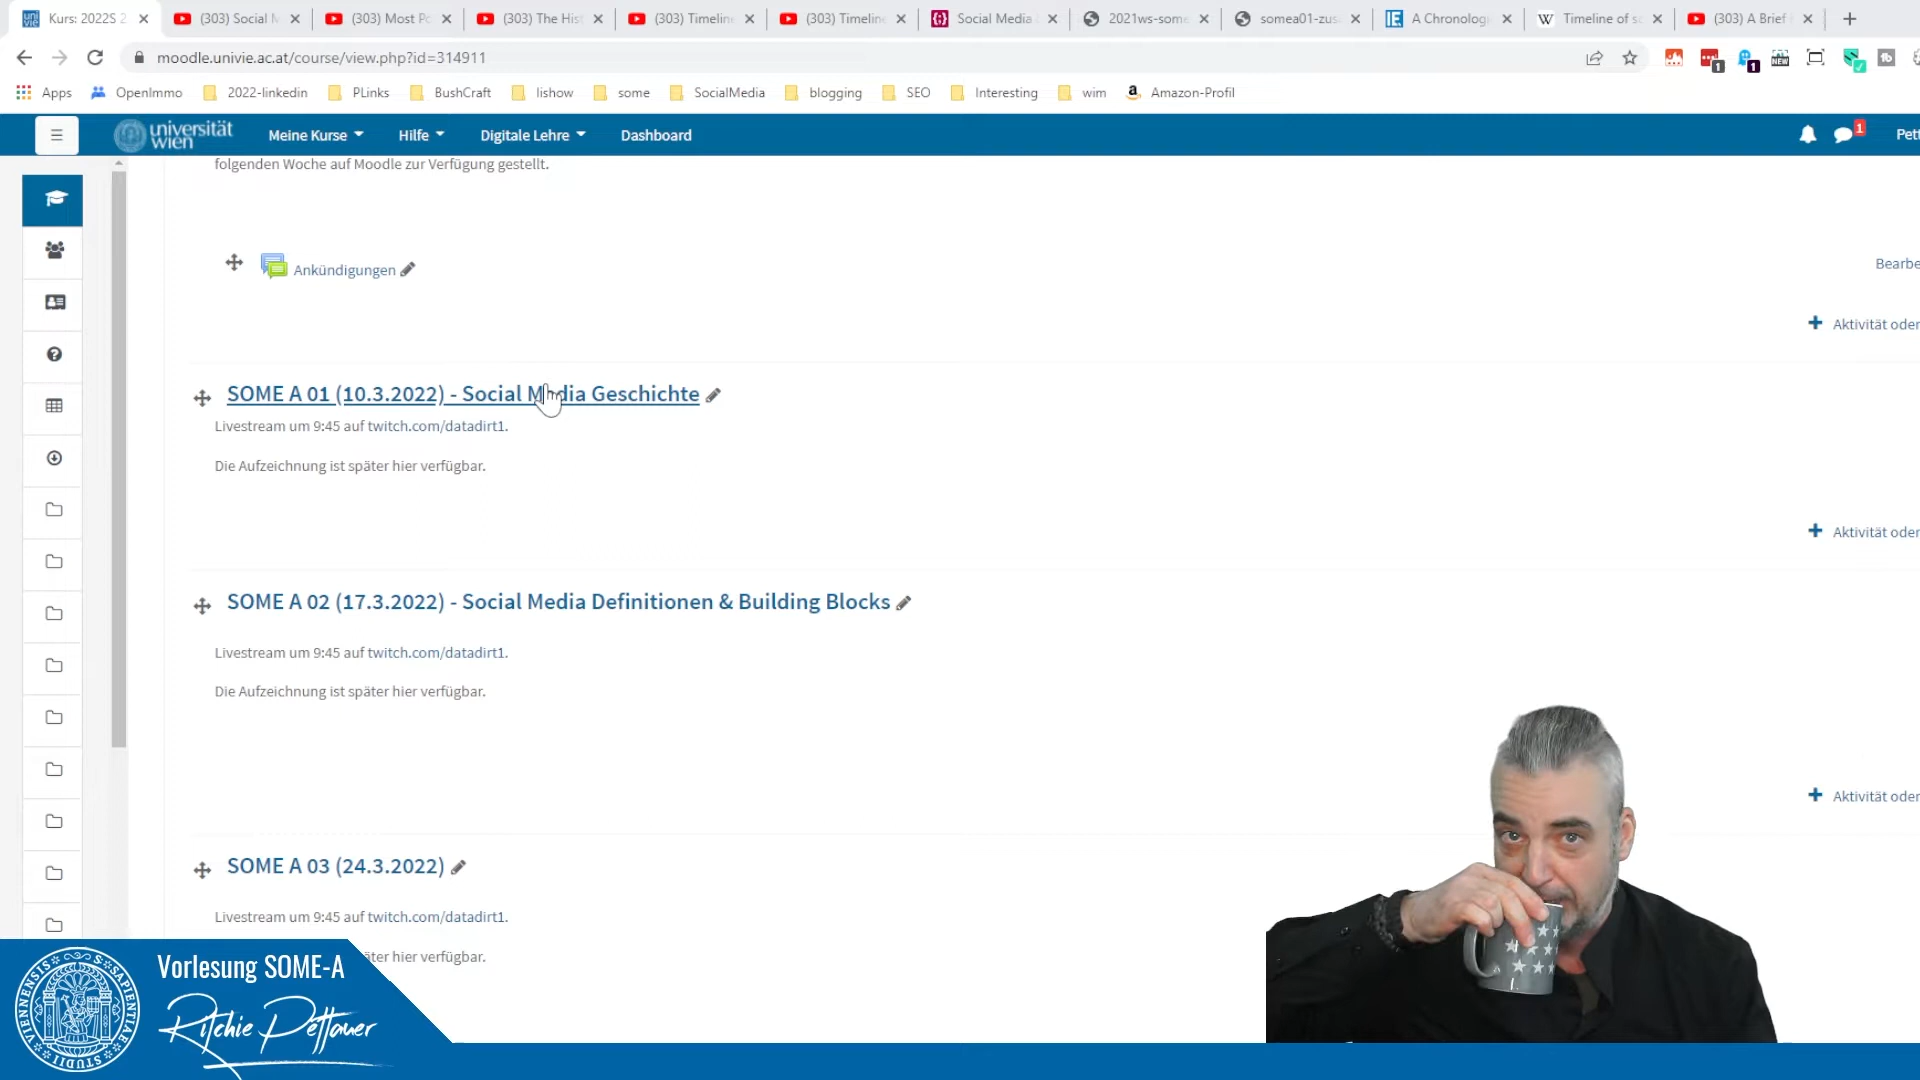 Kurs: 2022S 2
(303) Social M
(303) Most Po
(303) The Hist
(303) Timeline
(303) Timeline
Social Media
2021ws-some
somea01-zus
A Chronologi
Timeline of so
(303) A Brief
moodle.univie.ac.at/course/view.php?id=314911
Apps
OpenImmo
2022-linkedin
PLinks
BushCraft
lishow
some
SocialMedia
blogging
SEO
Interesting
wim
Amazon-Profil
universität
wien
Meine Kurse
Hilfe
Digitale Lehre
Dashboard
1
Pett
folgenden Woche auf Moodle zur Verfügung gestellt.
Ankündigungen
Bearbe
Aktivität oder
SOME A 01 (10.3.2022) - Social Media Geschichte
Livestream um 9:45 auf twitch.com/datadirt1.
Die Aufzeichnung ist später hier verfügbar.
Aktivität oder
SOME A 02 (17.3.2022) - Social Media Definitionen & Building Blocks
Livestream um 9:45 auf twitch.com/datadirt1.
Die Aufzeichnung ist später hier verfügbar.
Aktivität oder
SOME A 03 (24.3.2022)
Livestream um 9:45 auf twitch.com/datadirt1.
äter hier verfügbar.
Vorlesung SOME-A
Ritchie Pettauer